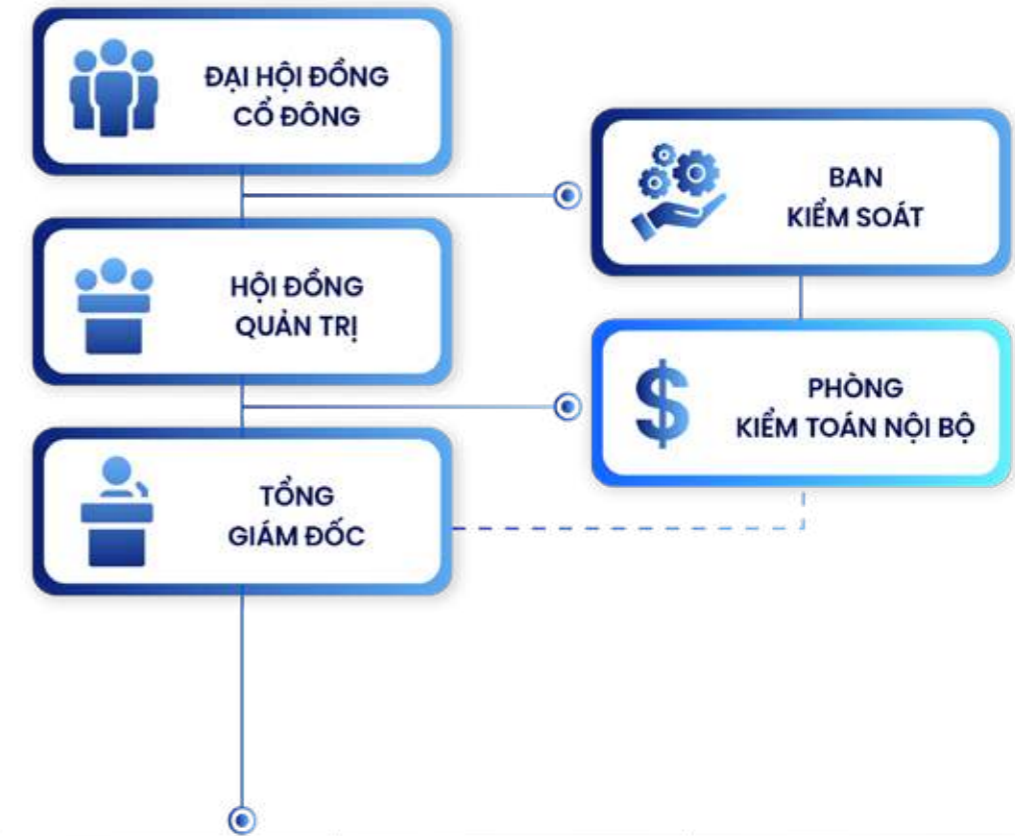 ĐẠI HỘI ĐỒNG
CỔ ĐÔNG
BAN
KIỂM SOÁT
HỘI ĐỒNG
QUẢN TRỊ
PHÒNG
KIỂM TOÁN NỘI BỘ
TỔNG
GIÁM ĐỐC